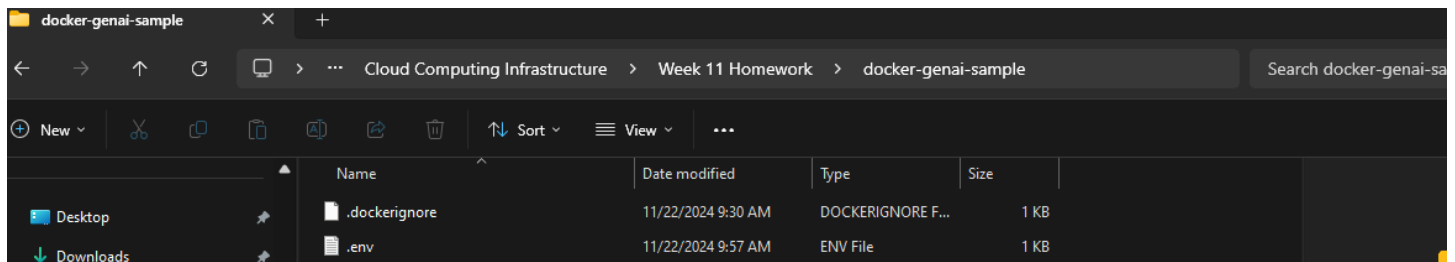 docker-genai-sample
Cloud Computing Infrastructure > Week 11 Homework > docker-genai-sample Search docker-genai-sa
New Sort View
Name Date modified Type Size
Desktop .dockerignore 11/22/2024 9:30 AM DOCKERIGNORE F... 1 KB
Downloads .env 11/22/2024 9:57 AM ENV File 1 KB